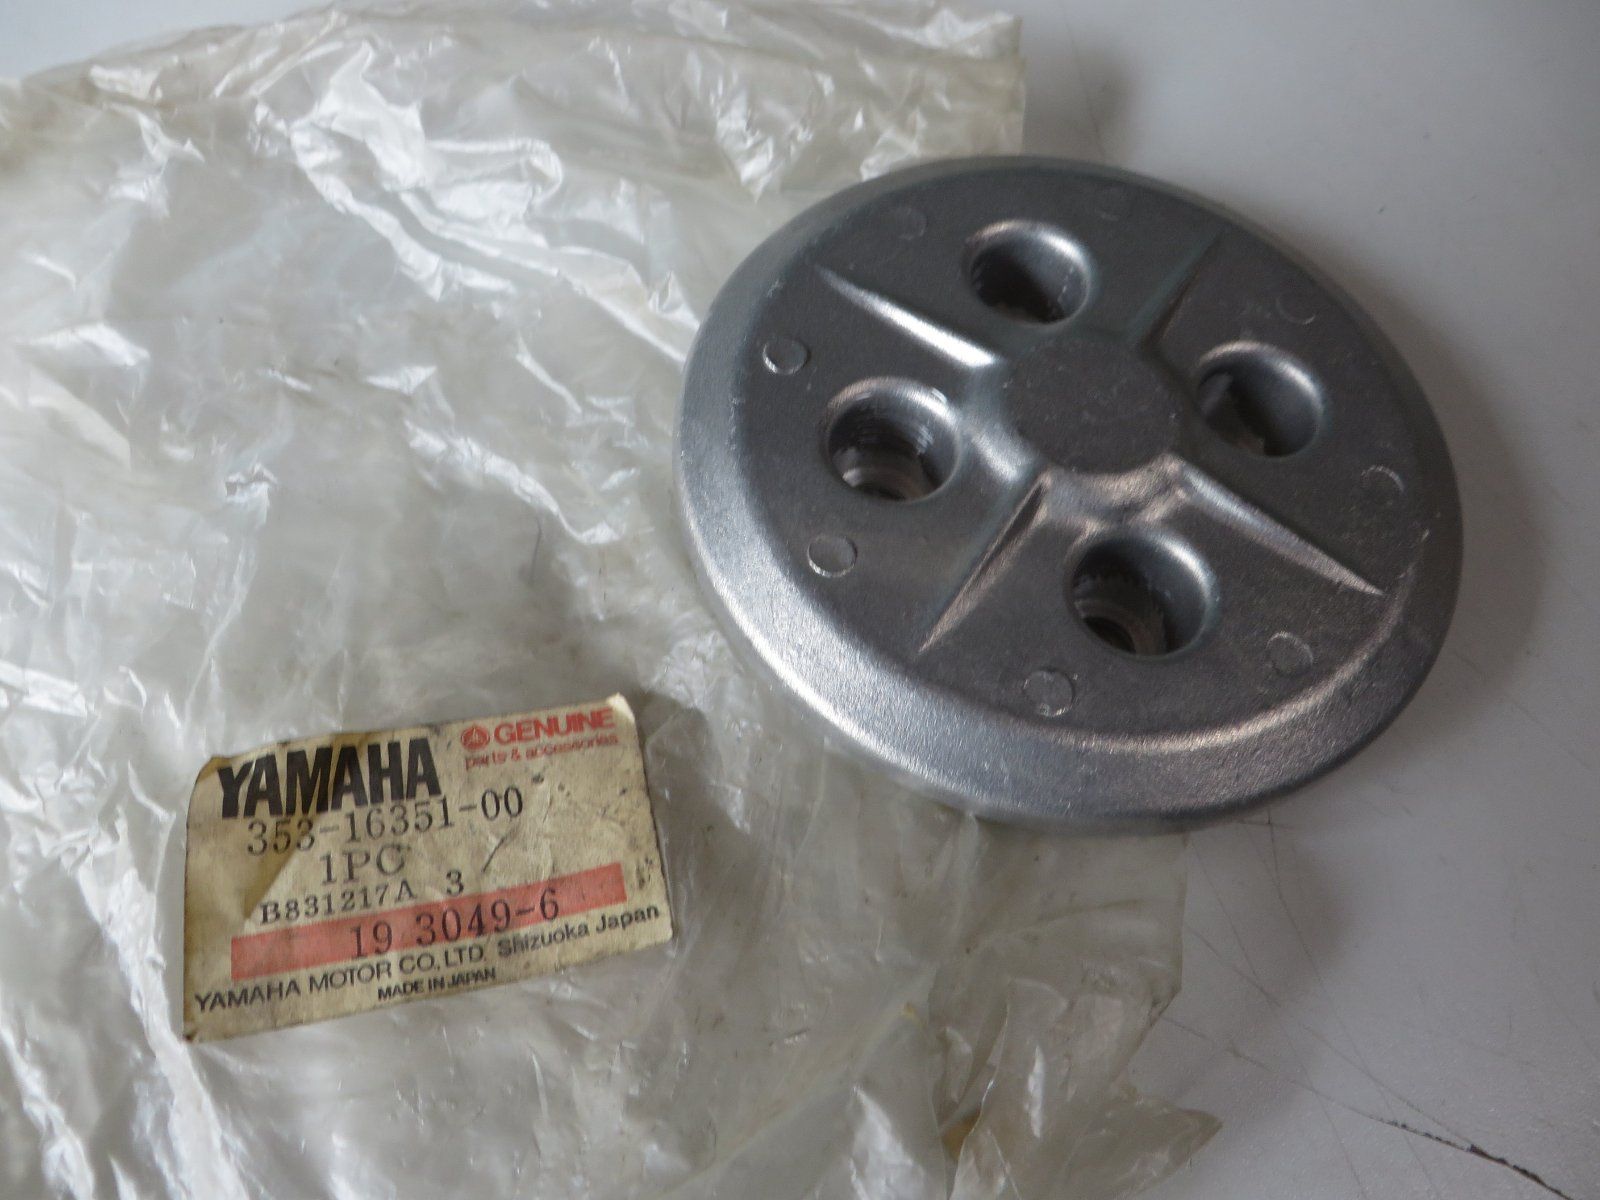 YAMAHA GENUINE
parts & accessories
353-16351-00
1PC
B831217A 3
19 3049-6
YAMAHA MOTOR CO., LTD. Shizuoka Japan
MADE IN JAPAN